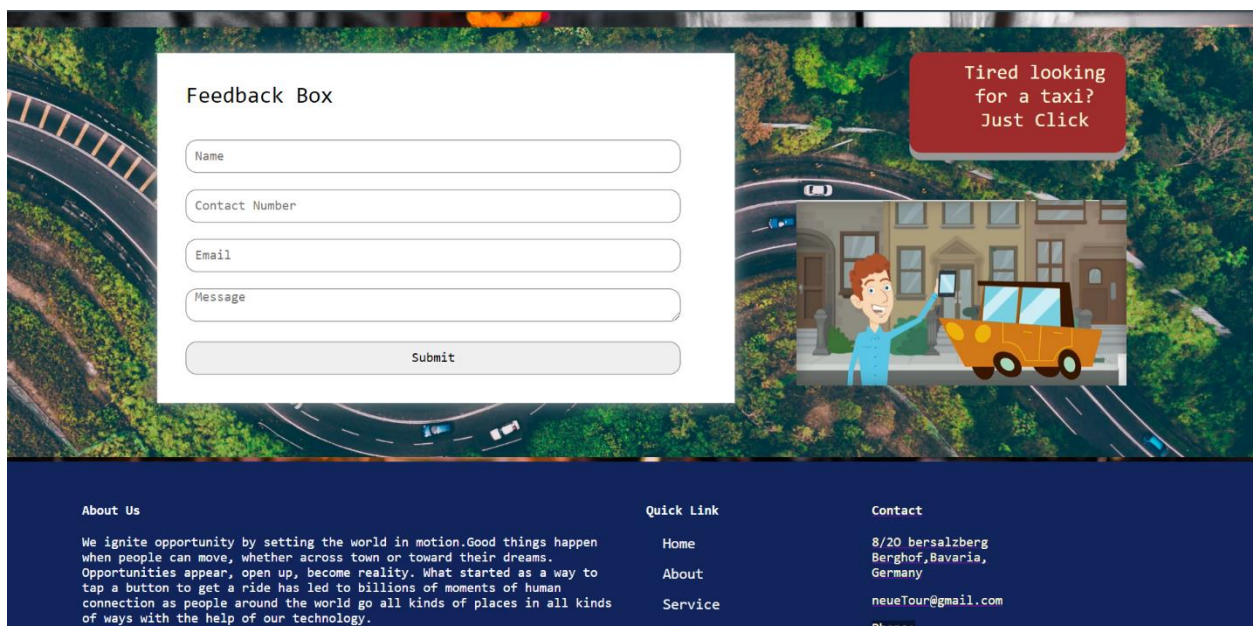 Feedback Box
Name
Contact Number
Email
Message
Submit
Tired looking
for a taxi?
Just Click
About Us
We ignite opportunity by setting the world in motion.Good things happen
when people can move, whether across town or toward their dreams.
Opportunities appear, open up, become reality. What started as a way to
tap a button to get a ride has led to billions of moments of human
connection as people around the world go all kinds of places in all kinds
of ways with the help of our technology.
Quick Link
Home
About
Service
Contact
8/20 bersalzberg
Berghof,Bavaria,
Germany
neueTour@gmail.com